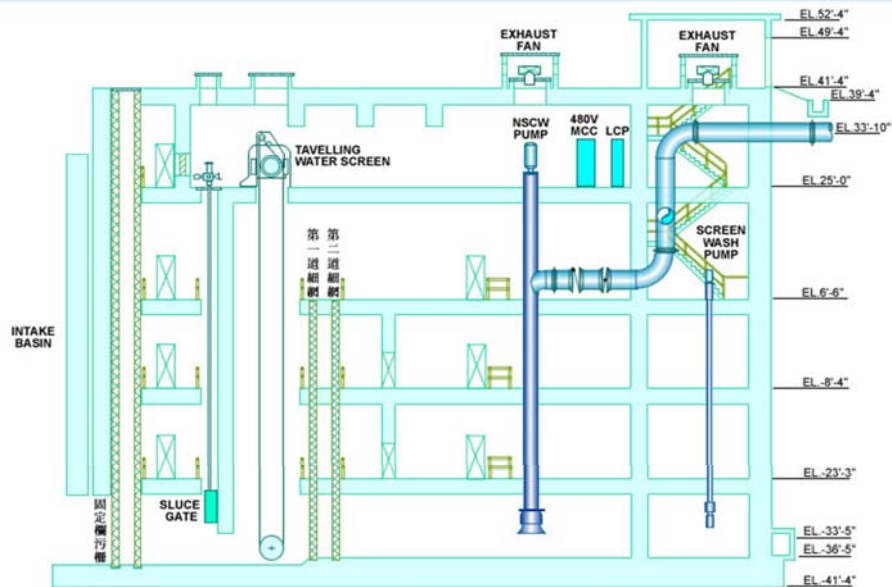 EL.52'-4"
EXHAUST
FAN
EXHAUST
FAN
EL.49'-4"
EL.41'-4"
EL.39'-4"
NSCW
PUMP
480V
MCC
LCP
EL.33'-10"
TAVELLING
WATER SCREEN
EL.25'-0"
第一道細
第二道細
SCREEN
WASH
PUMP
EL.6'-6"
INTAKE
BASIN
EL.-8'-4"
EL.-23'-3"
固定欄污柵
SLUCE
GATE
EL.-33'-5"
EL.-36'-5"
EL.-41'-4"